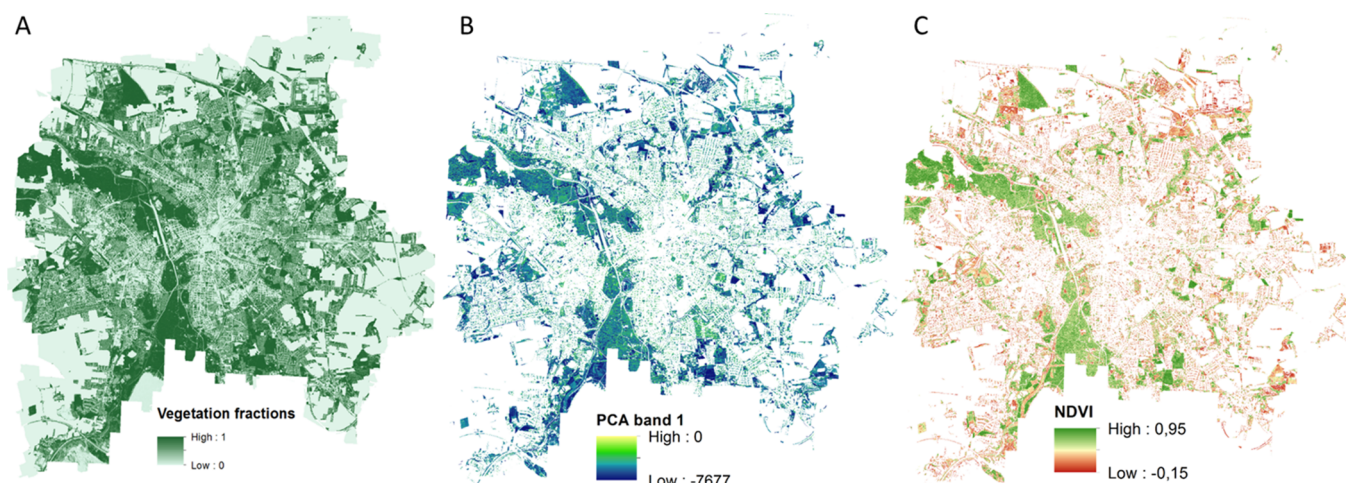 A
B
C
Vegetation fractions
High : 1
Low : 0
PCA band 1
High : 0
Low : -7677
NDVI
High : 0,95
Low : -0,15